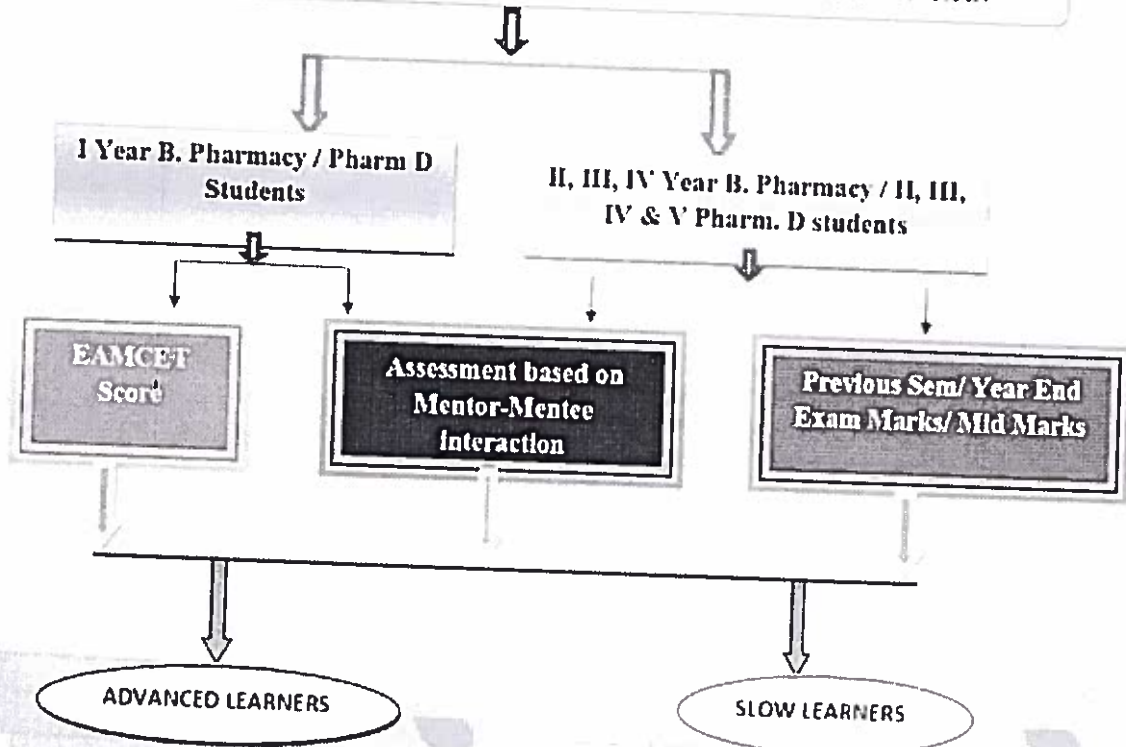 I Year B. Pharmacy / Pharm D
Students
II, III, IV Year B. Pharmacy / II, III,
IV & V Pharm. D students
EAMCET
Score
Assessment based on
Mentor-Mentee
interaction
Previous Sem/ Year End
Exam Marks/ Mid Marks
ADVANCED LEARNERS
SLOW LEARNERS